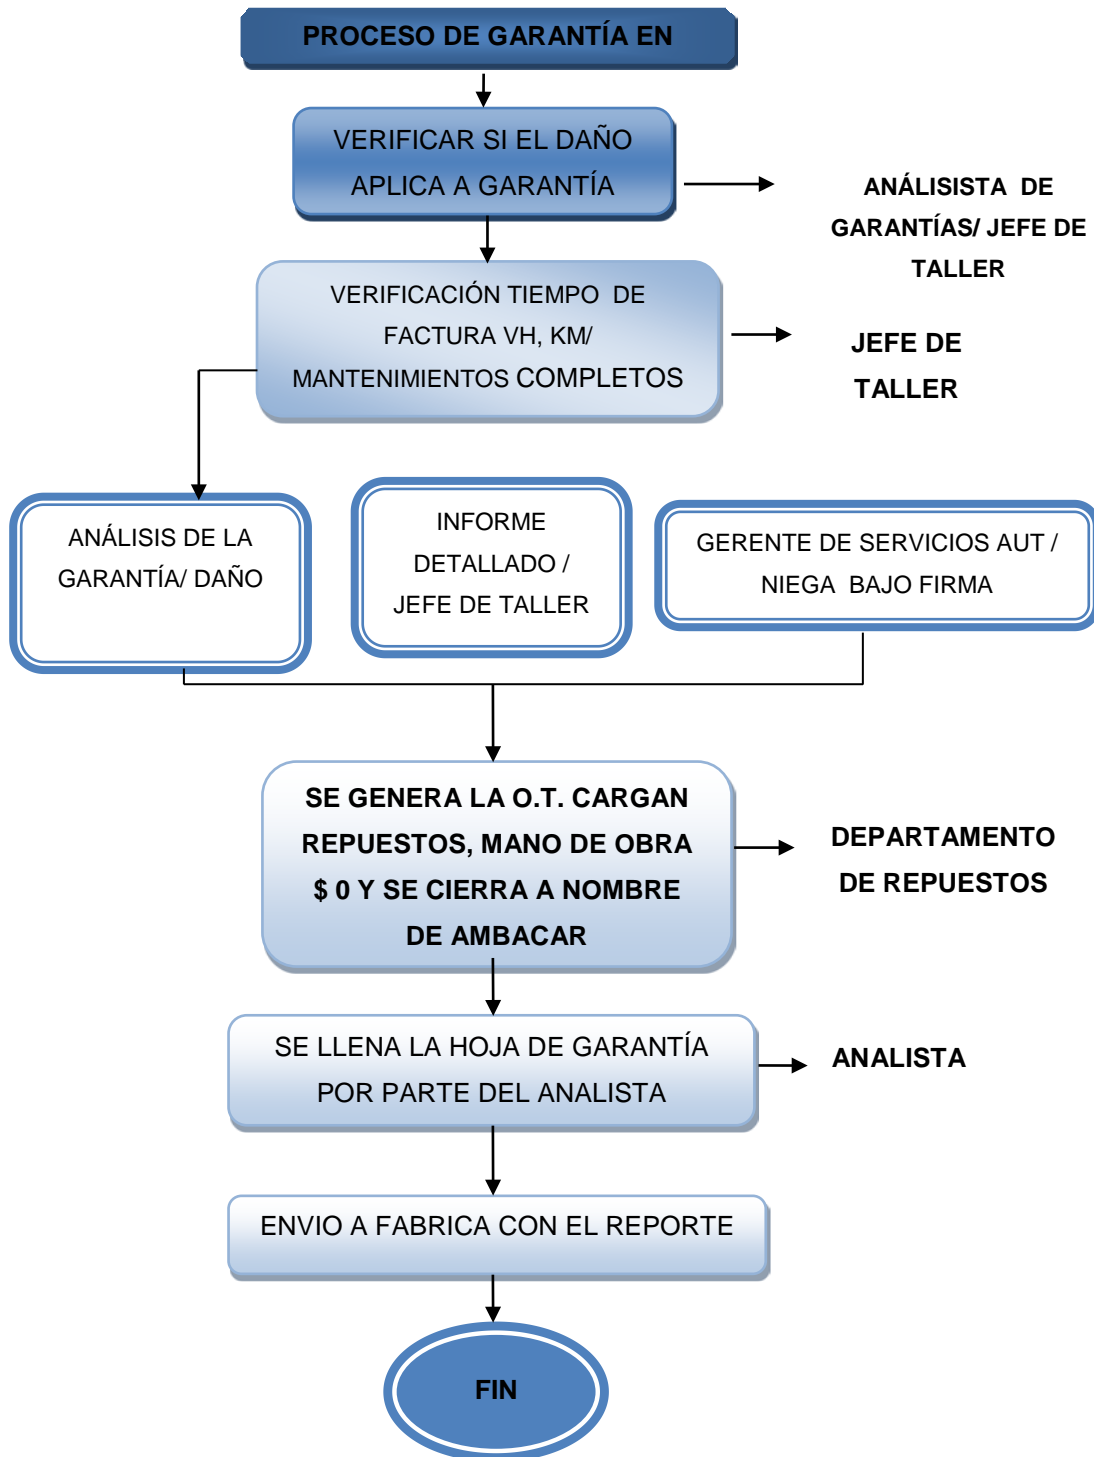 PROCESO DE GARANTÍA EN
VERIFICAR SI EL DAÑO
APLICA A GARANTÍA
ANÁLISISTA DE
GARANTÍAS/ JEFE DE
TALLER
VERIFICACIÓN TIEMPO DE
FACTURA VH, KM/
MANTENIMIENTOS COMPLETOS
JEFE DE
TALLER
ANÁLISIS DE LA
GARANTÍA/ DAÑO
INFORME
DETALLADO /
JEFE DE TALLER
GERENTE DE SERVICIOS AUT /
NIEGA BAJO FIRMA
SE GENERA LA O.T. CARGAN
REPUESTOS, MANO DE OBRA
$ 0 Y SE CIERRA A NOMBRE
DE AMBACAR
DEPARTAMENTO
DE REPUESTOS
SE LLENA LA HOJA DE GARANTÍA
POR PARTE DEL ANALISTA
ANALISTA
ENVIO A FABRICA CON EL REPORTE
FIN